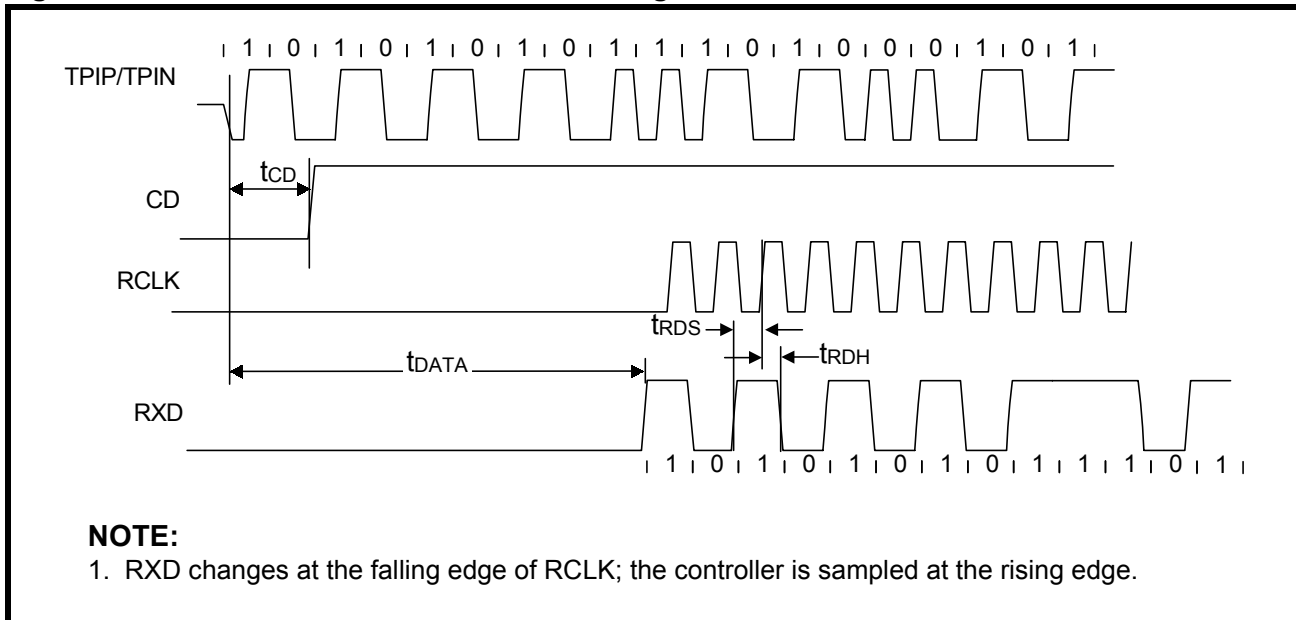 1 0 1 0 1 0 1 0 1 1 1 0 1 0 0 0 1 0 1
TPIP/TPIN
tCD
CD
RCLK
tRDS
tRDH
tDATA
RXD
1 0 1 0 1 0 1 0 1 1 1 0 1
NOTE:
1. RXD changes at the falling edge of RCLK; the controller is sampled at the rising edge.